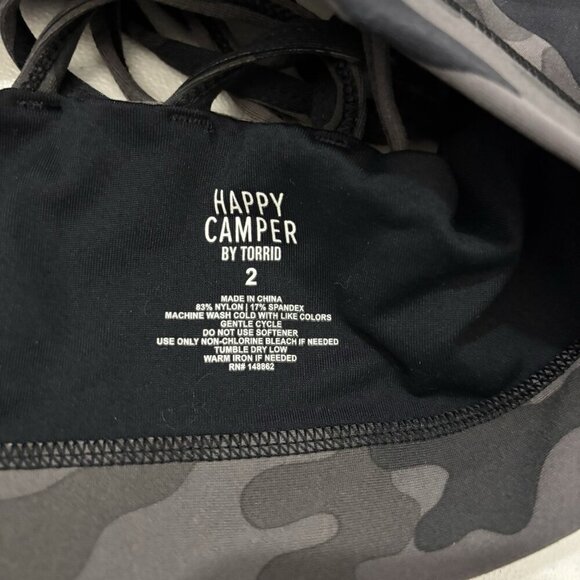 HAPPY
CAMPER
BY TORRID
2
MADE IN CHINA
83% NYLON | 17% SPANDEX
MACHINE WASH COLD WITH LIKE COLORS
GENTLE CYCLE
DO NOT USE SOFTENER
USE ONLY NON-CHLORINE BLEACH IF NEEDED
TUMBLE DRY LOW
WARM IRON IF NEEDED
RN# 148862